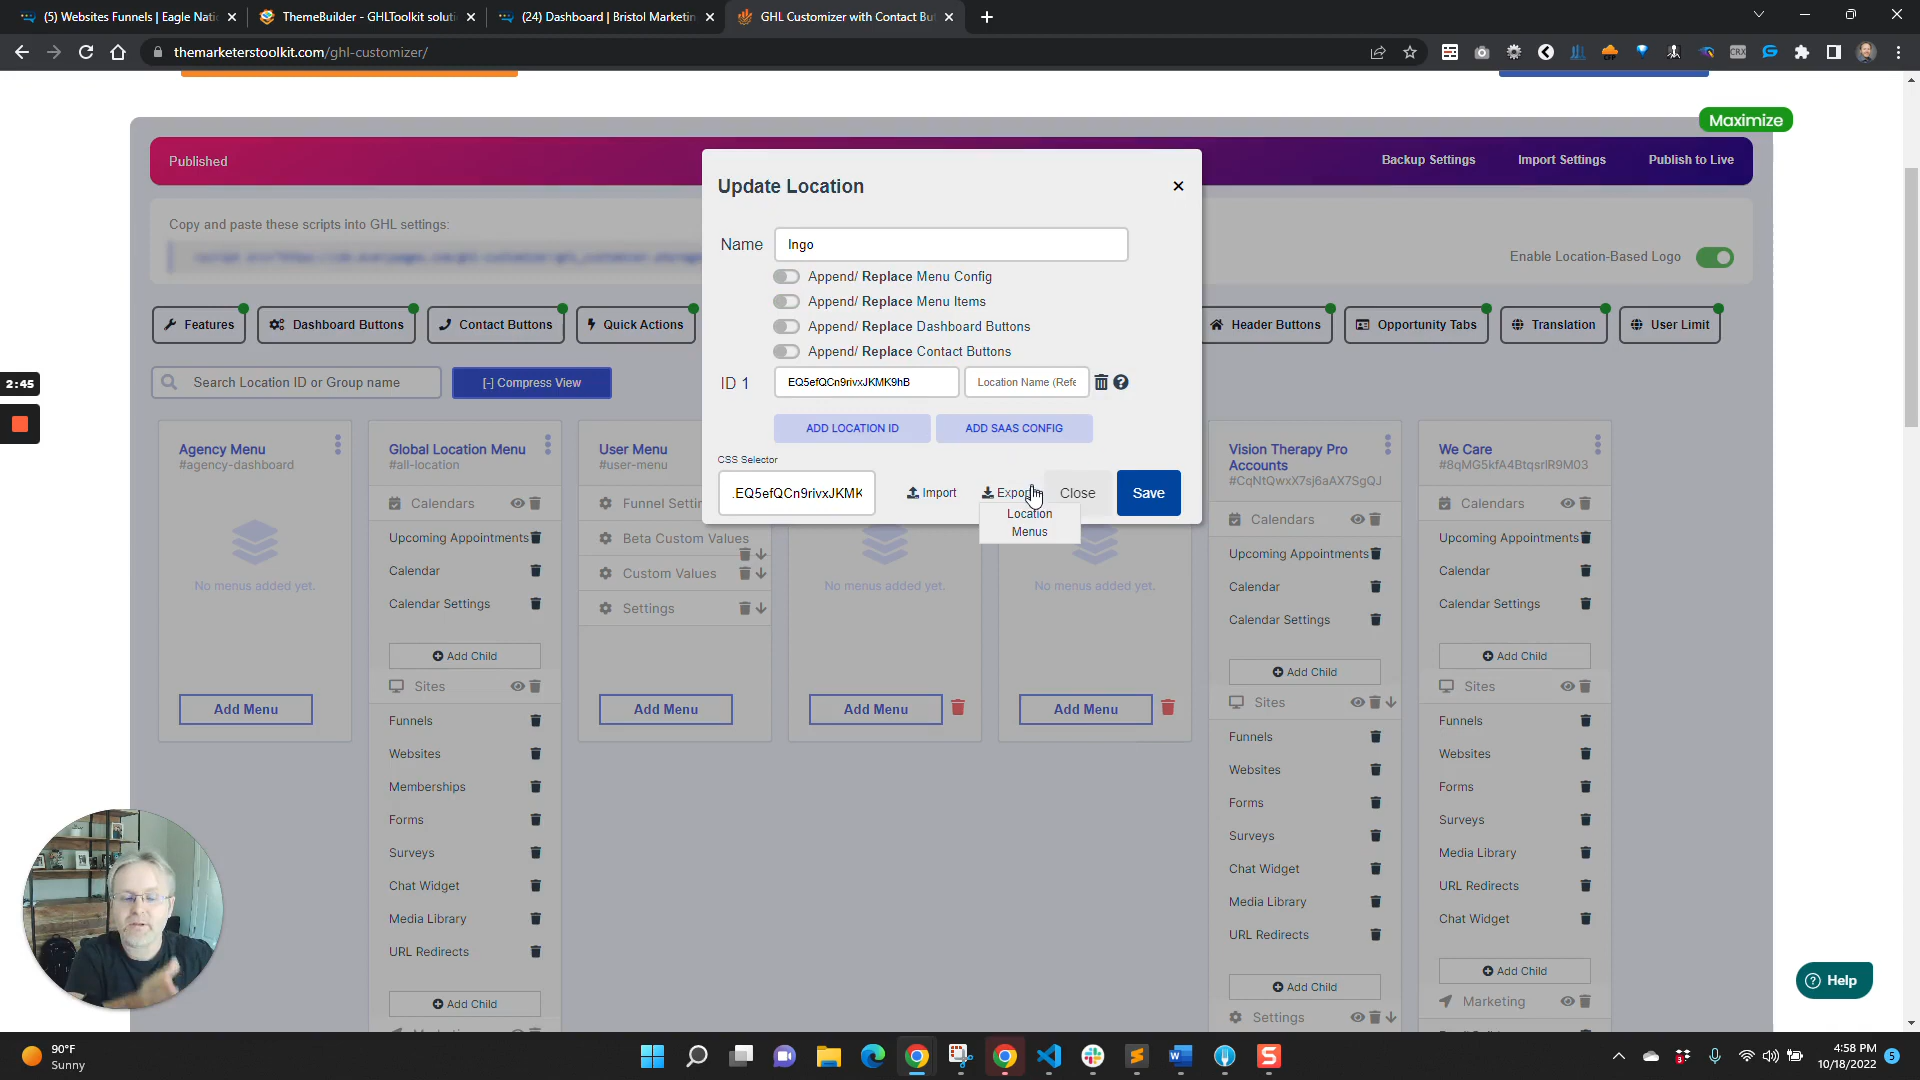 (5) Websites Funnels | Eagle Nati
ThemeBuilder - GHLToolkit soluti
(24) Dashboard | Bristol Marketin
GHL Customizer with Contact Bu
themarketerstoolkit.com/ghl-customizer/
Maximize
Published
Backup Settings
Import Settings
Publish to Live
Copy and paste these scripts into GHL settings:
Enable Location-Based Logo
Features
Dashboard Buttons
Contact Buttons
Quick Actions
Header Buttons
Opportunity Tabs
Translation
User Limit
Search Location ID or Group name
[-] Compress View
Update Location
Name
Ingo
Append/ Replace Menu Config
Append/ Replace Menu Items
Append/ Replace Dashboard Buttons
Append/ Replace Contact Buttons
ID 1
EQ5efQCn9rivxJKMK9hB
Location Name (Refe
ADD LOCATION ID
ADD SAAS CONFIG
CSS Selector
.EQ5efQCn9rivxJKMK
Import
Export
Close
Save
Location
Menus
2:45
Agency Menu
#agency-dashboard
No menus added yet.
Add Menu
Global Location Menu
#all-location
Calendars
Upcoming Appointments
Calendar
Calendar Settings
Add Child
Sites
Funnels
Websites
Memberships
Forms
Surveys
Chat Widget
Media Library
URL Redirects
Add Child
User Menu
#user-menu
Funnel Settin
Beta Custom Values
Custom Values
Settings
Add Menu
No menus added yet.
Add Menu
No menus added yet.
Add Menu
Vision Therapy Pro
Accounts
#CqNtQwxX7sj6aAX7SgQJ
Calendars
Upcoming Appointments
Calendar
Calendar Settings
Add Child
Sites
Funnels
Websites
Forms
Surveys
Chat Widget
Media Library
URL Redirects
Add Child
Settings
We Care
#8qMG5kfA4BtqsrlR9M03
Calendars
Upcoming Appointments
Calendar
Calendar Settings
Add Child
Sites
Funnels
Websites
Forms
Surveys
Media Library
URL Redirects
Chat Widget
Add Child
Marketing
Help
90°F
Sunny
4:58 PM
10/18/2022
5